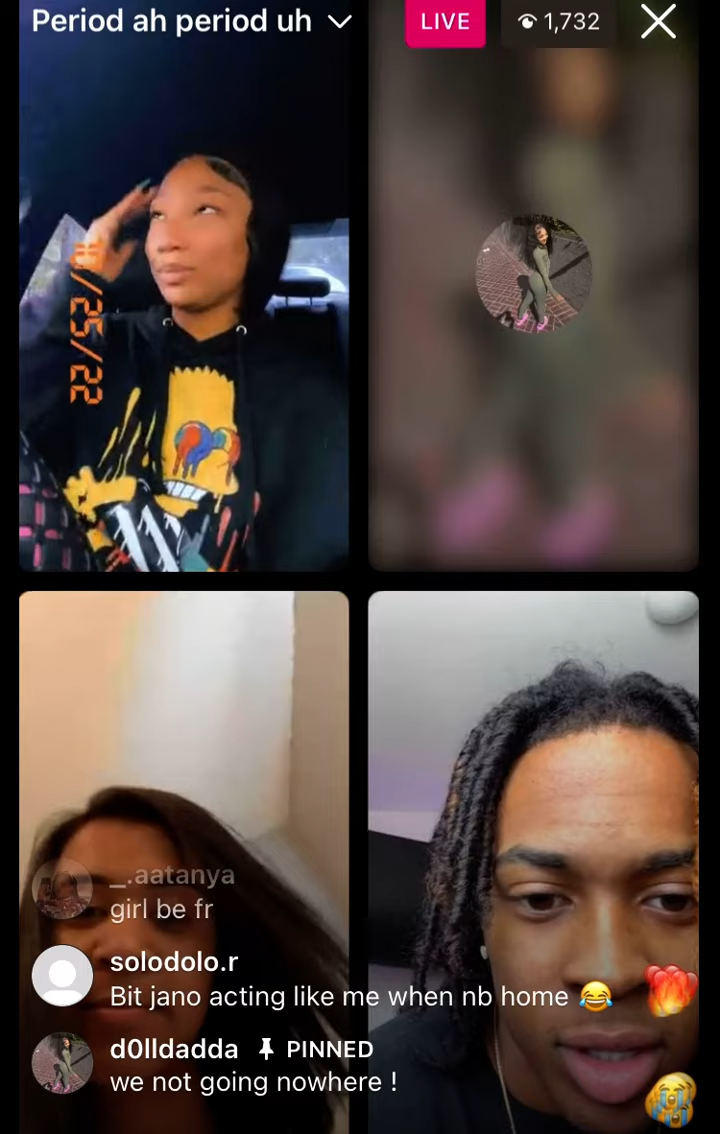 Period ah period uh
LIVE
1,732
10/25/22
_.aatanya
girl be fr
solodolo.r
Bit jano acting like me when nb home 😂
d0lldadda PINNED
we not going nowhere !